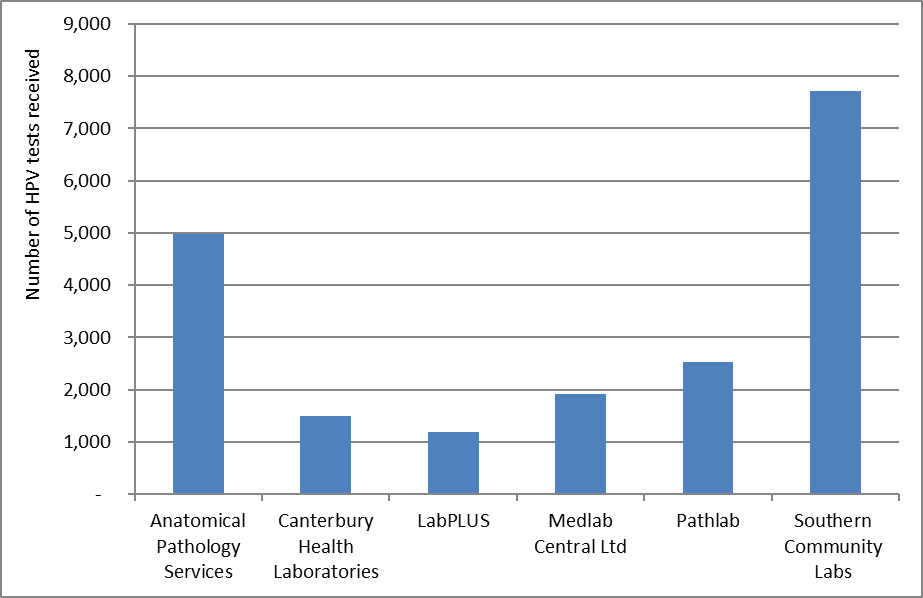 9,000
8,000
7,000
6,000
5,000
4,000
3,000
2,000
1,000
-
Number of HPV tests received
Anatomical
Pathology
Services
Canterbury
Health
Laboratories
LabPLUS
Medlab
Central Ltd
Pathlab
Southern
Community
Labs